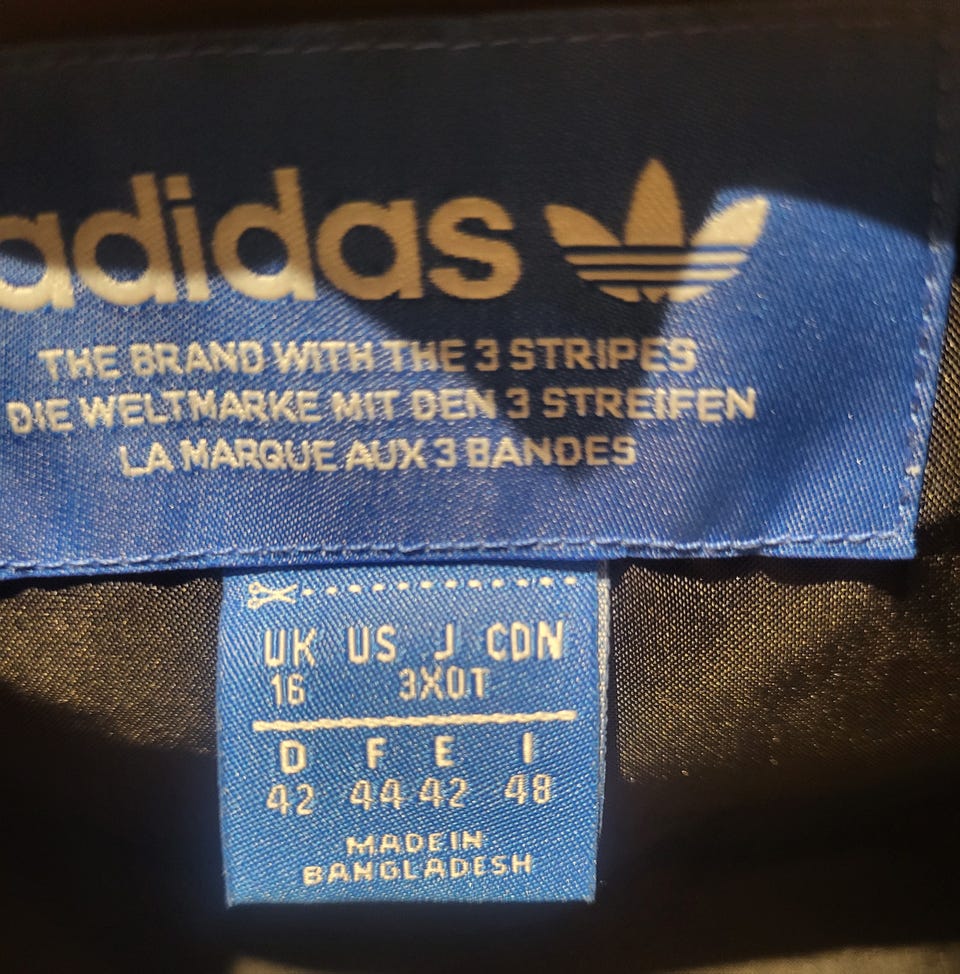 adidas
THE BRAND WITH THE 3 STRIPES
DIE WELTMARKE MIT DEN 3 STREIFEN
LA MARQUE AUX 3 BANDES
UK US J CDN
16 3XOT
D F E I
42 44 42 48
MADE IN
BANGLADESH